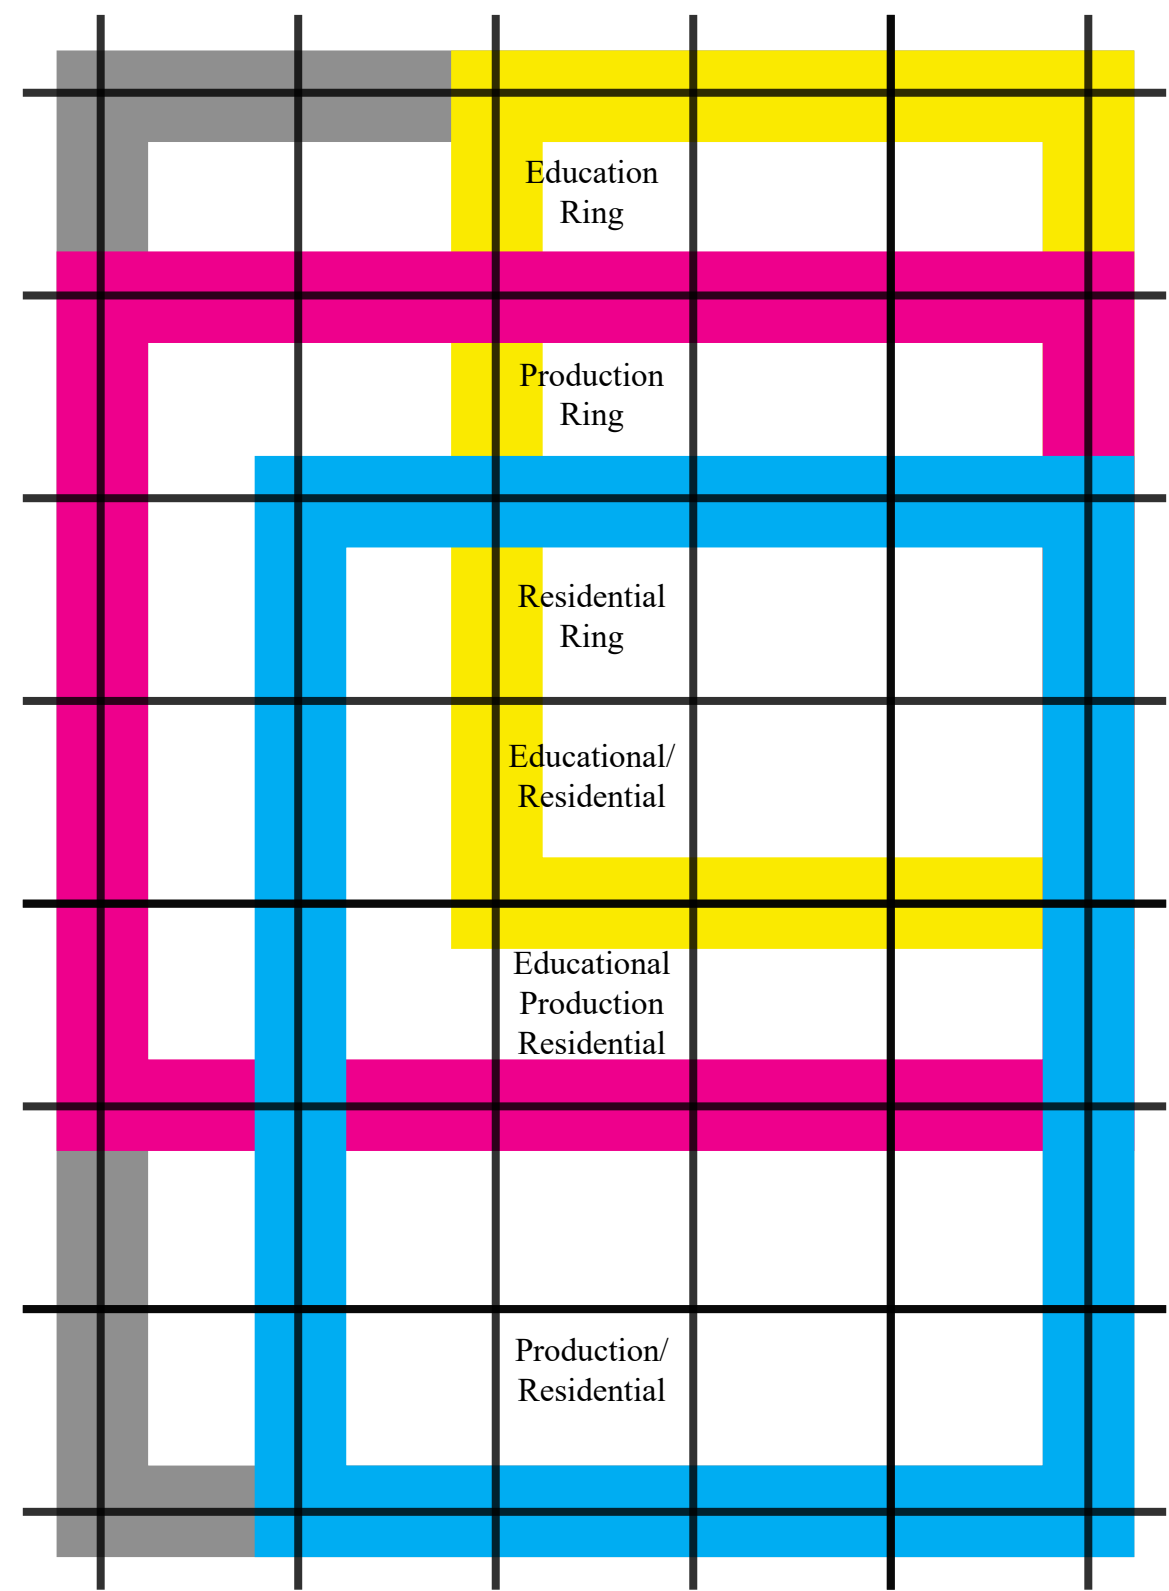 Education
Ring
Production
Ring
Residential
Ring
Educational/
Residential
Educational
Production
Residential
Production/
Residential